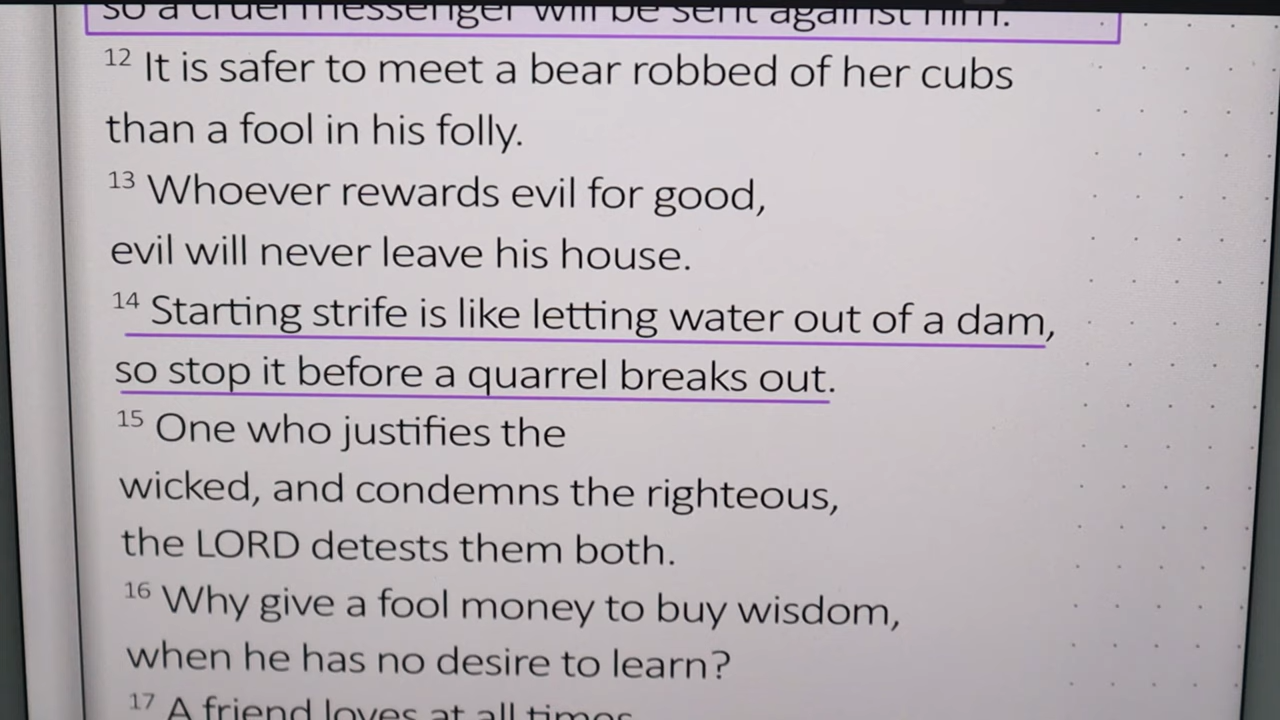 so a cruel messenger will be sent against him.
12 It is safer to meet a bear robbed of her cubs
than a fool in his folly.
13 Whoever rewards evil for good,
evil will never leave his house.
14 Starting strife is like letting water out of a dam,
so stop it before a quarrel breaks out.
15 One who justifies the
wicked, and condemns the righteous,
the LORD detests them both.
16 Why give a fool money to buy wisdom,
when he has no desire to learn?
17 A friend loves at all times